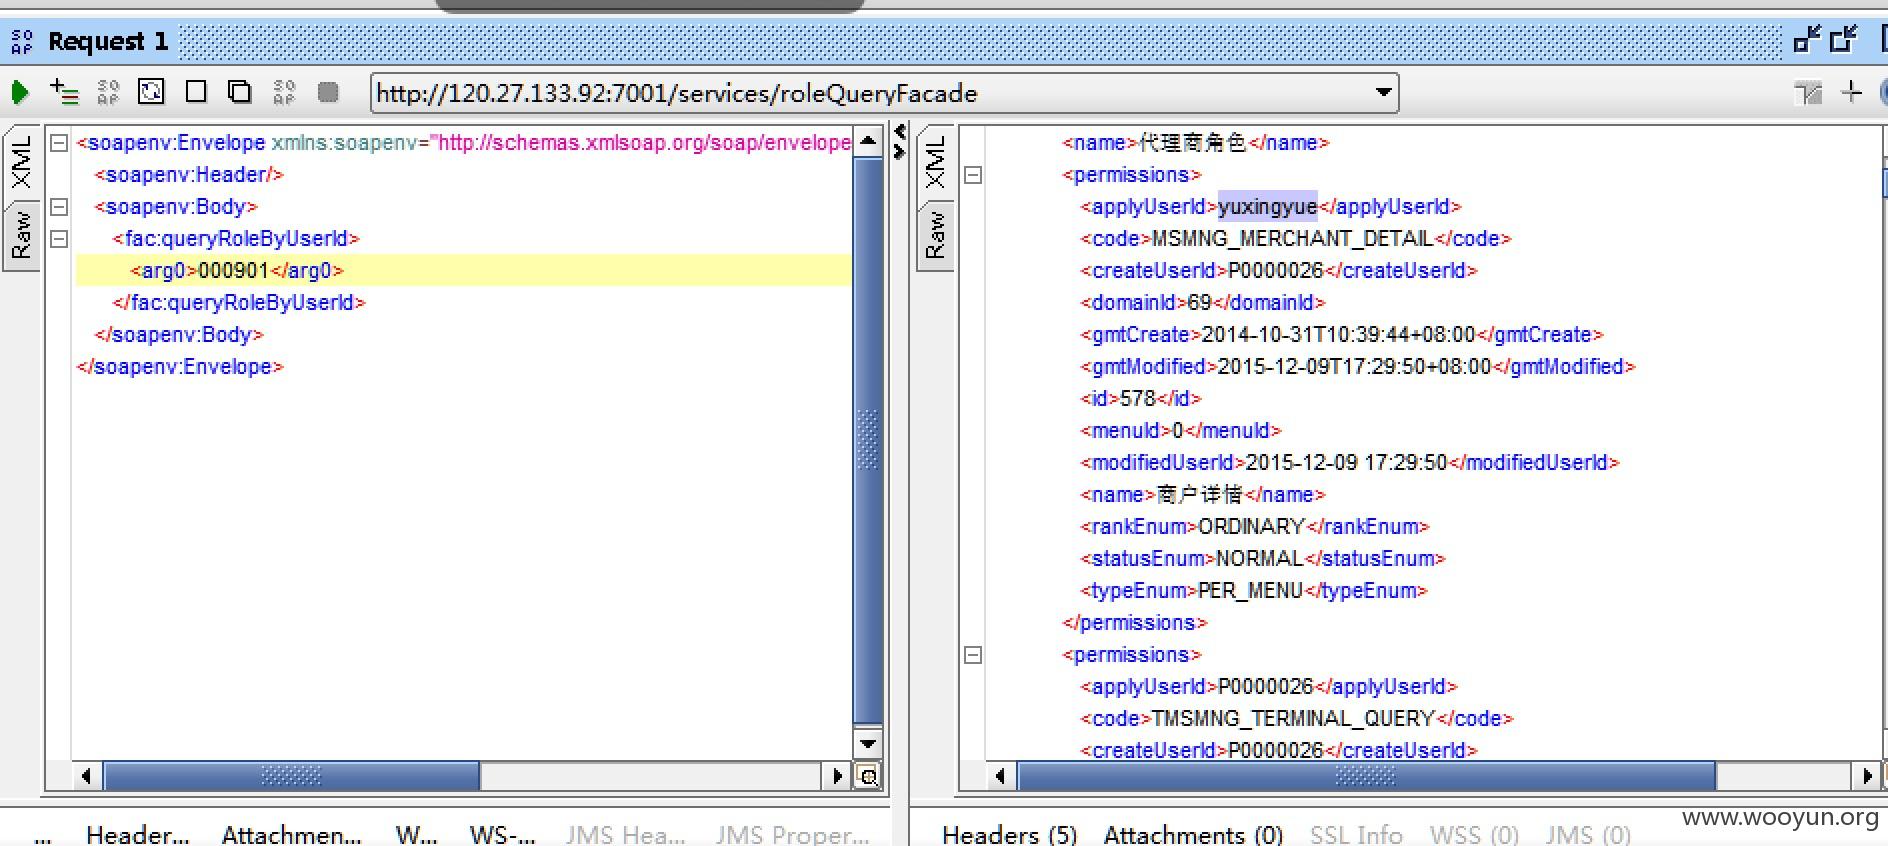 SO
AP
Request 1
http://120.27.133.92:7001/services/roleQueryFacade
XML
Raw
<soapenv:Envelope xmlns:soapenv="http://schemas.xmlsoap.org/soap/envelope
<soapenv:Header/>
<soapenv:Body>
<fac:queryRoleByUserId>
<arg0>000901</arg0>
</fac:queryRoleByUserId>
</soapenv:Body>
</soapenv:Envelope>
XML
Raw
<name>代理商角色</name>
<permissions>
<applyUserId>yuxingyue</applyUserId>
<code>MSMNG_MERCHANT_DETAIL</code>
<createUserId>P0000026</createUserId>
<domainId>69</domainId>
<gmtCreate>2014-10-31T10:39:44+08:00</gmtCreate>
<gmtModified>2015-12-09T17:29:50+08:00</gmtModified>
<id>578</id>
<menuId>0</menuId>
<modifiedUserId>2015-12-09 17:29:50</modifiedUserId>
<name>商户详情</name>
<rankEnum>ORDINARY</rankEnum>
<statusEnum>NORMAL</statusEnum>
<typeEnum>PER_MENU</typeEnum>
</permissions>
<permissions>
<applyUserId>P0000026</applyUserId>
<code>TMSMNG_TERMINAL_QUERY</code>
<createUserId>P0000026</createUserId>
... Header... Attachmen... W... WS-... JMS Hea... JMS Proper...
Headers (5) Attachments (0) SSL Info WSS (0) JMS (0)
www.wooyun.org